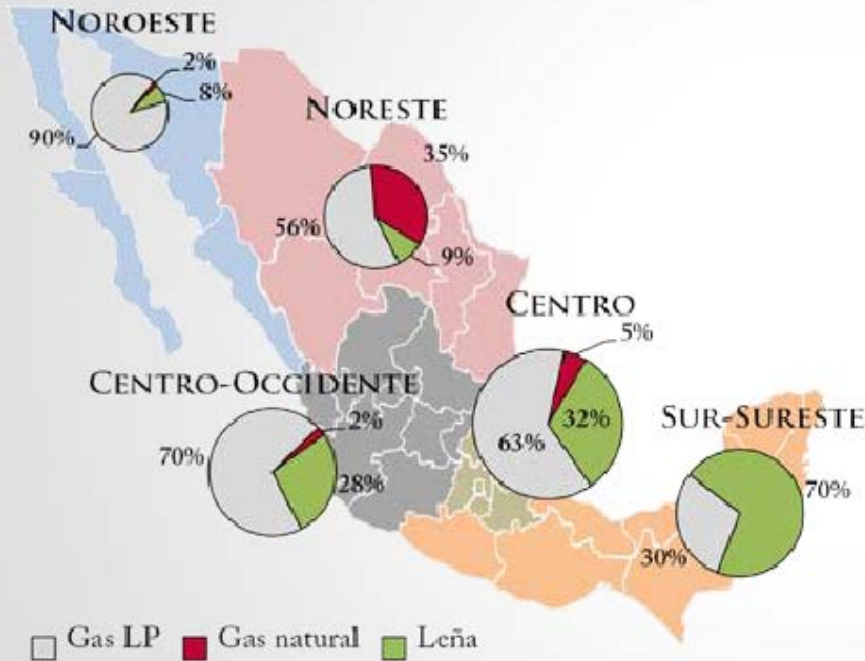 NOROESTE
2%
8%
90%
NORESTE
35%
56%
9%
CENTRO
5%
32%
63%
CENTRO-OCCIDENTE
2%
70%
28%
SUR-SURESTE
70%
30%
Gas LP Gas natural Leña